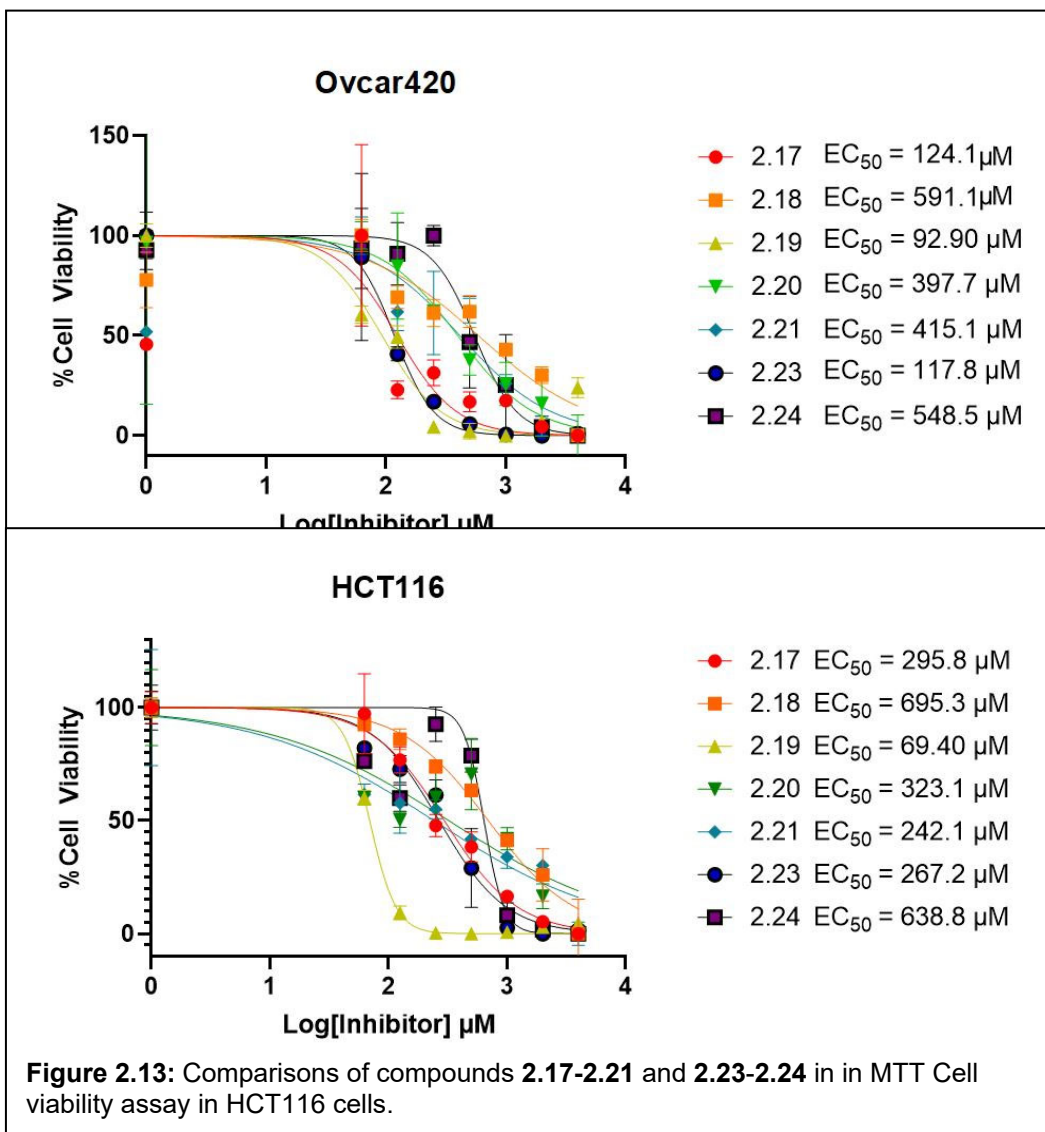 Ovcar420
150
100
50
0
% Cell Viability
0 1 2 3 4
Log[Inhibitor] µM
2.17 EC50 = 124.1µM
2.18 EC50 = 591.1µM
2.19 EC50 = 92.90 µM
2.20 EC50 = 397.7 µM
2.21 EC50 = 415.1 µM
2.23 EC50 = 117.8 µM
2.24 EC50 = 548.5 µM
HCT116
100
50
0
% Cell Viability
0 1 2 3 4
Log[Inhibitor] µM
2.17 EC50 = 295.8 µM
2.18 EC50 = 695.3 µM
2.19 EC50 = 69.40 µM
2.20 EC50 = 323.1 µM
2.21 EC50 = 242.1 µM
2.23 EC50 = 267.2 µM
2.24 EC50 = 638.8 µM
Figure 2.13: Comparisons of compounds 2.17-2.21 and 2.23-2.24 in in MTT Cell
viability assay in HCT116 cells.